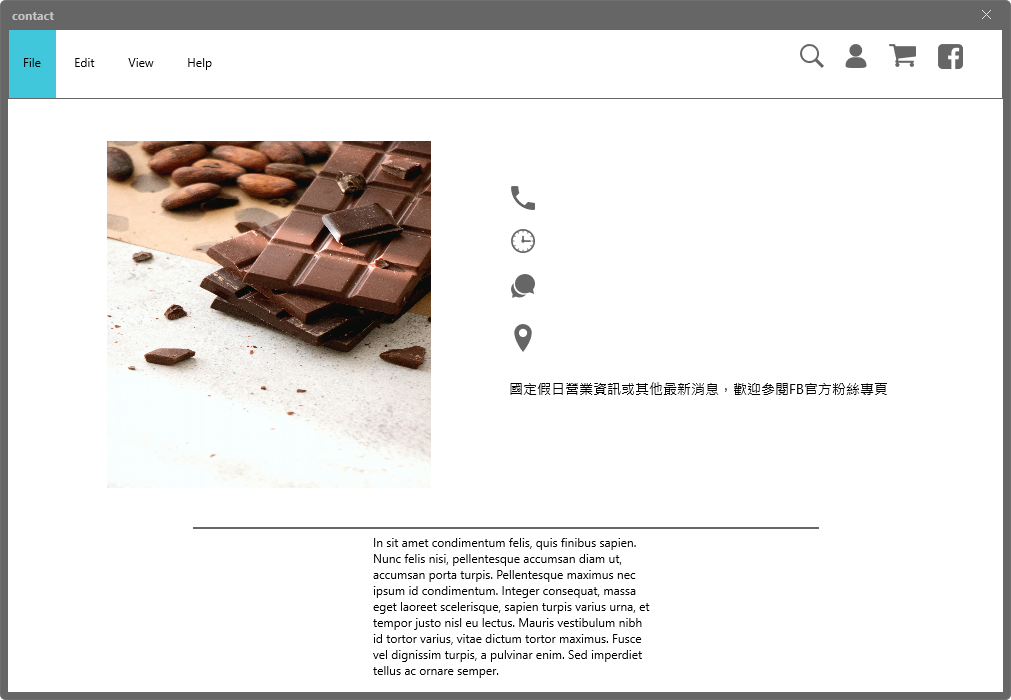 contact
File Edit View Help
國定假日營業資訊或其他最新消息，歡迎參閱FB官方粉絲專頁
In sit amet condimentum felis, quis finibus sapien.
Nunc felis nisi, pellentesque accumsan diam ut,
accumsan porta turpis. Pellentesque maximus nec
ipsum id condimentum. Integer consequat, massa
eget laoreet scelerisque, sapien turpis varius urna, et
tempor justo nisl eu lectus. Mauris vestibulum nibh
id tortor varius, vitae dictum tortor maximus. Fusce
vel dignissim turpis, a pulvinar enim. Sed imperdiet
tellus ac ornare semper.